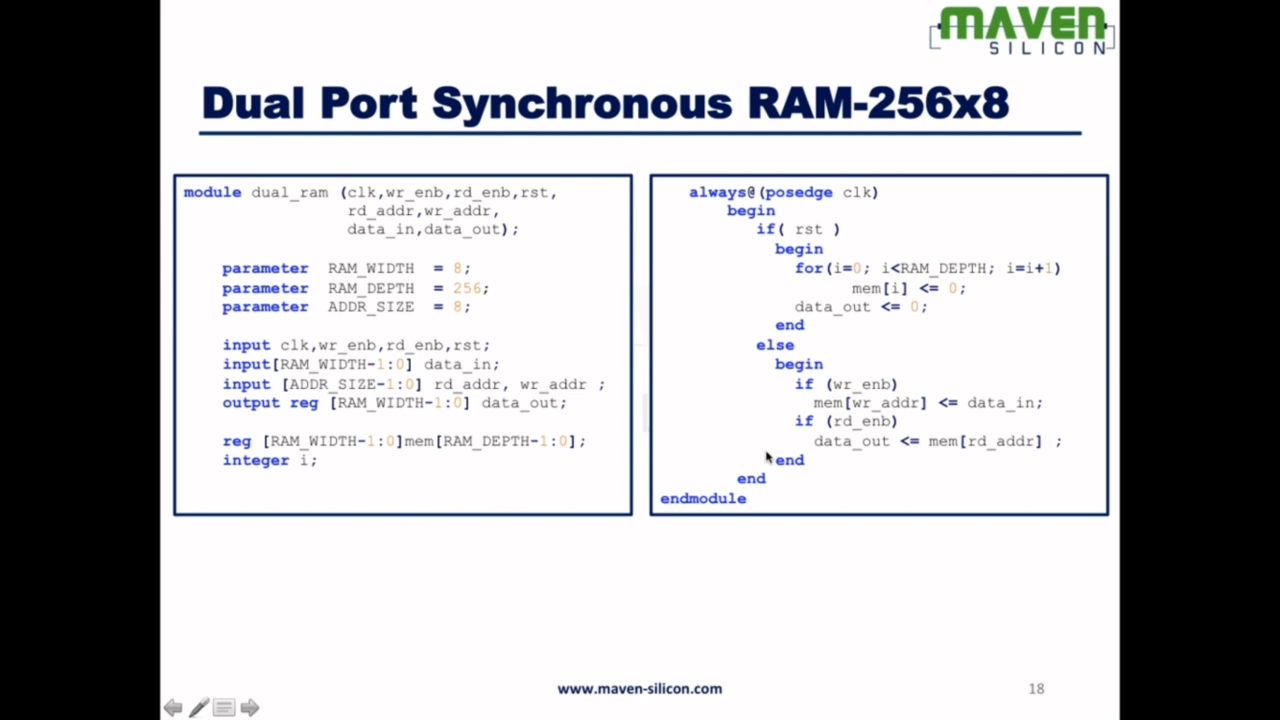 MAVEN
SILICON
Dual Port Synchronous RAM-256x8
module dual_ram (clk,wr_enb,rd_enb,rst,
rd_addr,wr_addr,
data_in,data_out);
parameter RAM_WIDTH = 8;
parameter RAM_DEPTH = 256;
parameter ADDR_SIZE = 8;
input clk,wr_enb,rd_enb,rst;
input[RAM_WIDTH-1:0] data_in;
input [ADDR_SIZE-1:0] rd_addr, wr_addr ;
output reg [RAM_WIDTH-1:0] data_out;
reg [RAM_WIDTH-1:0]mem[RAM_DEPTH-1:0];
integer i;
always@(posedge clk)
begin
if( rst )
begin
for(i=0; i<RAM_DEPTH; i=i+1)
mem[i] <= 0;
data_out <= 0;
end
else
begin
if (wr_enb)
mem[wr_addr] <= data_in;
if (rd_enb)
data_out <= mem[rd_addr] ;
end
end
endmodule
www.maven-silicon.com
18